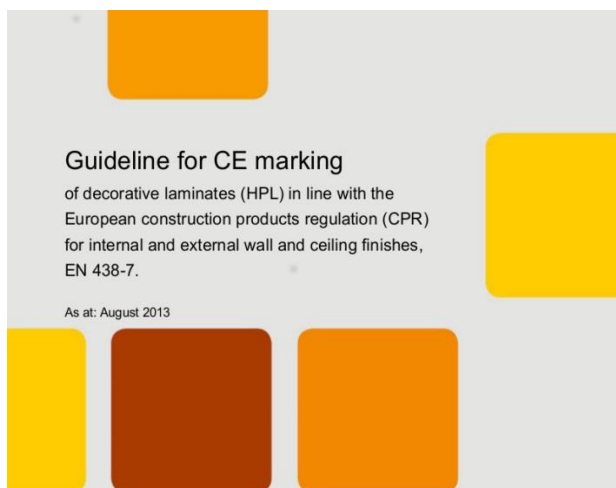 Guideline for CE marking
of decorative laminates (HPL) in line with the
European construction products regulation (CPR)
for internal and external wall and ceiling finishes,
EN 438-7.
As at: August 2013